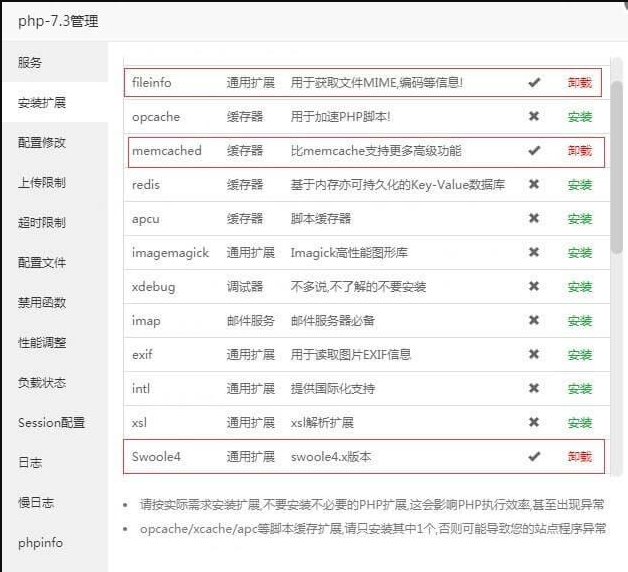 php-7.3管理
服务
安装扩展
配置修改
上传限制
超时限制
配置文件
禁用函数
性能调整
负载状态
Session配置
日志
慢日志
phpinfo
fileinfo 通用扩展 用于获取文件MIME,编码等信息! ✔ 卸载
opcache 缓存器 用于加速PHP脚本! ✖ 安装
memcached 缓存器 比memcache支持更多高级功能 ✔ 卸载
redis 缓存器 基于内存亦可持久化的Key-Value数据库 ✖ 安装
apcu 缓存器 脚本缓存器 ✖ 安装
imagemagick 通用扩展 Imagick高性能图形库 ✖ 安装
xdebug 调试器 不多说,不了解的不要安装 ✖ 安装
imap 邮件服务 邮件服务器必备 ✖ 安装
exif 通用扩展 用于读取图片EXIF信息 ✖ 安装
intl 通用扩展 提供国际化支持 ✖ 安装
xsl 通用扩展 xsl解析扩展 ✖ 安装
Swoole4 通用扩展 swoole4.x版本 ✔ 卸载
• 请按实际需求安装扩展,不要安装不必要的PHP扩展,这会影响PHP执行效率,甚至出现异常
• opcache/xcache/apc等脚本缓存扩展,请只安装其中1个,否则可能导致您的站点程序异常